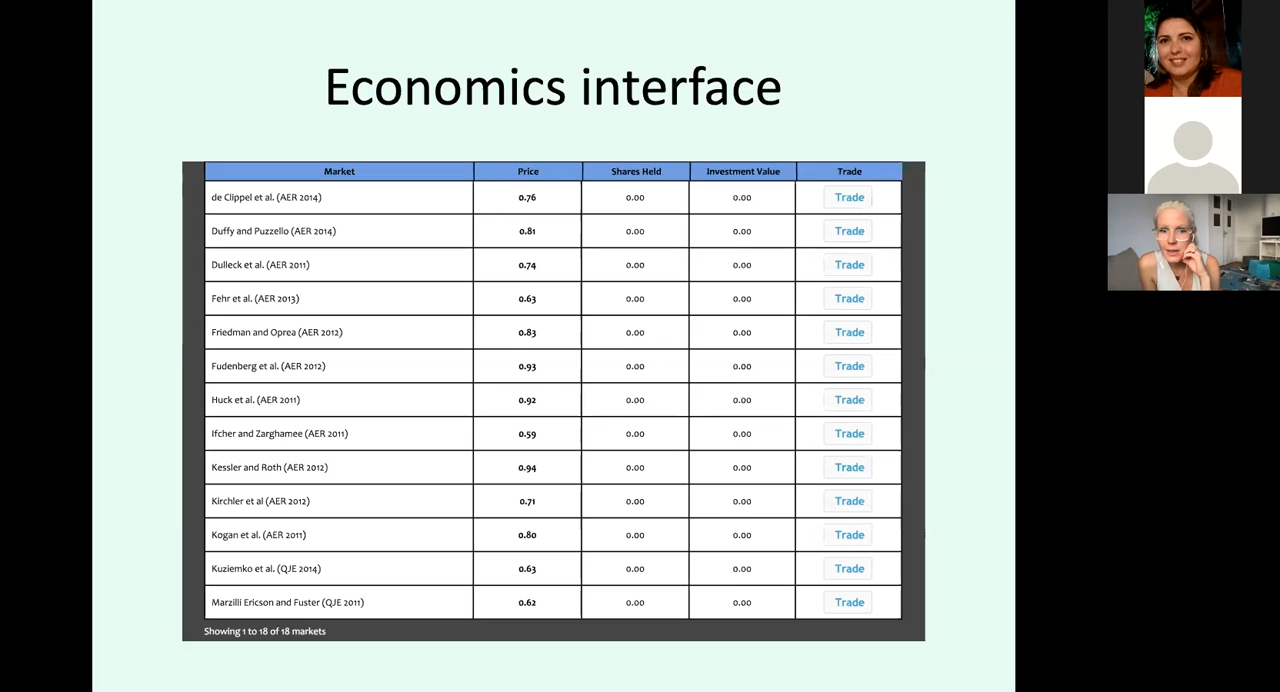 Economics interface
Market Price Shares Held Investment Value Trade
de Clippel et al. (AER 2014) 0.76 0.00 0.00 Trade
Duffy and Puzzello (AER 2014) 0.81 0.00 0.00 Trade
Dulleck et al. (AER 2011) 0.74 0.00 0.00 Trade
Fehr et al. (AER 2013) 0.63 0.00 0.00 Trade
Friedman and Oprea (AER 2012) 0.83 0.00 0.00 Trade
Fudenberg et al. (AER 2012) 0.93 0.00 0.00 Trade
Huck et al. (AER 2011) 0.92 0.00 0.00 Trade
Ifcher and Zarghamee (AER 2011) 0.59 0.00 0.00 Trade
Kessler and Roth (AER 2012) 0.94 0.00 0.00 Trade
Kirchler et al (AER 2012) 0.71 0.00 0.00 Trade
Kogan et al. (AER 2011) 0.80 0.00 0.00 Trade
Kuziemko et al. (QJE 2014) 0.63 0.00 0.00 Trade
Marzilli Ericson and Fuster (QJE 2011) 0.62 0.00 0.00 Trade
Showing 1 to 18 of 18 markets